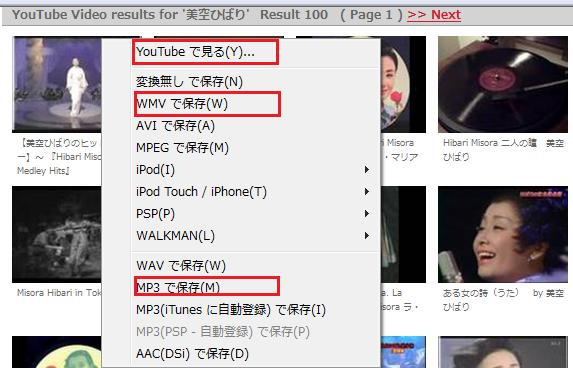 YouTube Video results for '美空ひばり'   Result 100   ( Page 1 ) >> Next
YouTube で見る(Y)...
変換無し で保存(N)
WMV で保存(W)
AVI で保存(A)
MPEG で保存(M)
iPod(I)
iPod Touch / iPhone(T)
PSP(P)
WALKMAN(L)
WAV で保存(W)
MP3 で保存(M)
MP3(iTunes に自動登録) で保存(I)
MP3(PSP - 自動登録) で保存(P)
AAC(DSi) で保存(D)
【美空ひばりのヒッ
ー】～『Hibari Miso
Medley Hits』
Misora
・マリア
Hibari Misora 二人の瞳　美空
ひばり
Misora Hibari in Tok
a. La
isora ラ・
ある女の詩（うた）　by 美空
ひばり